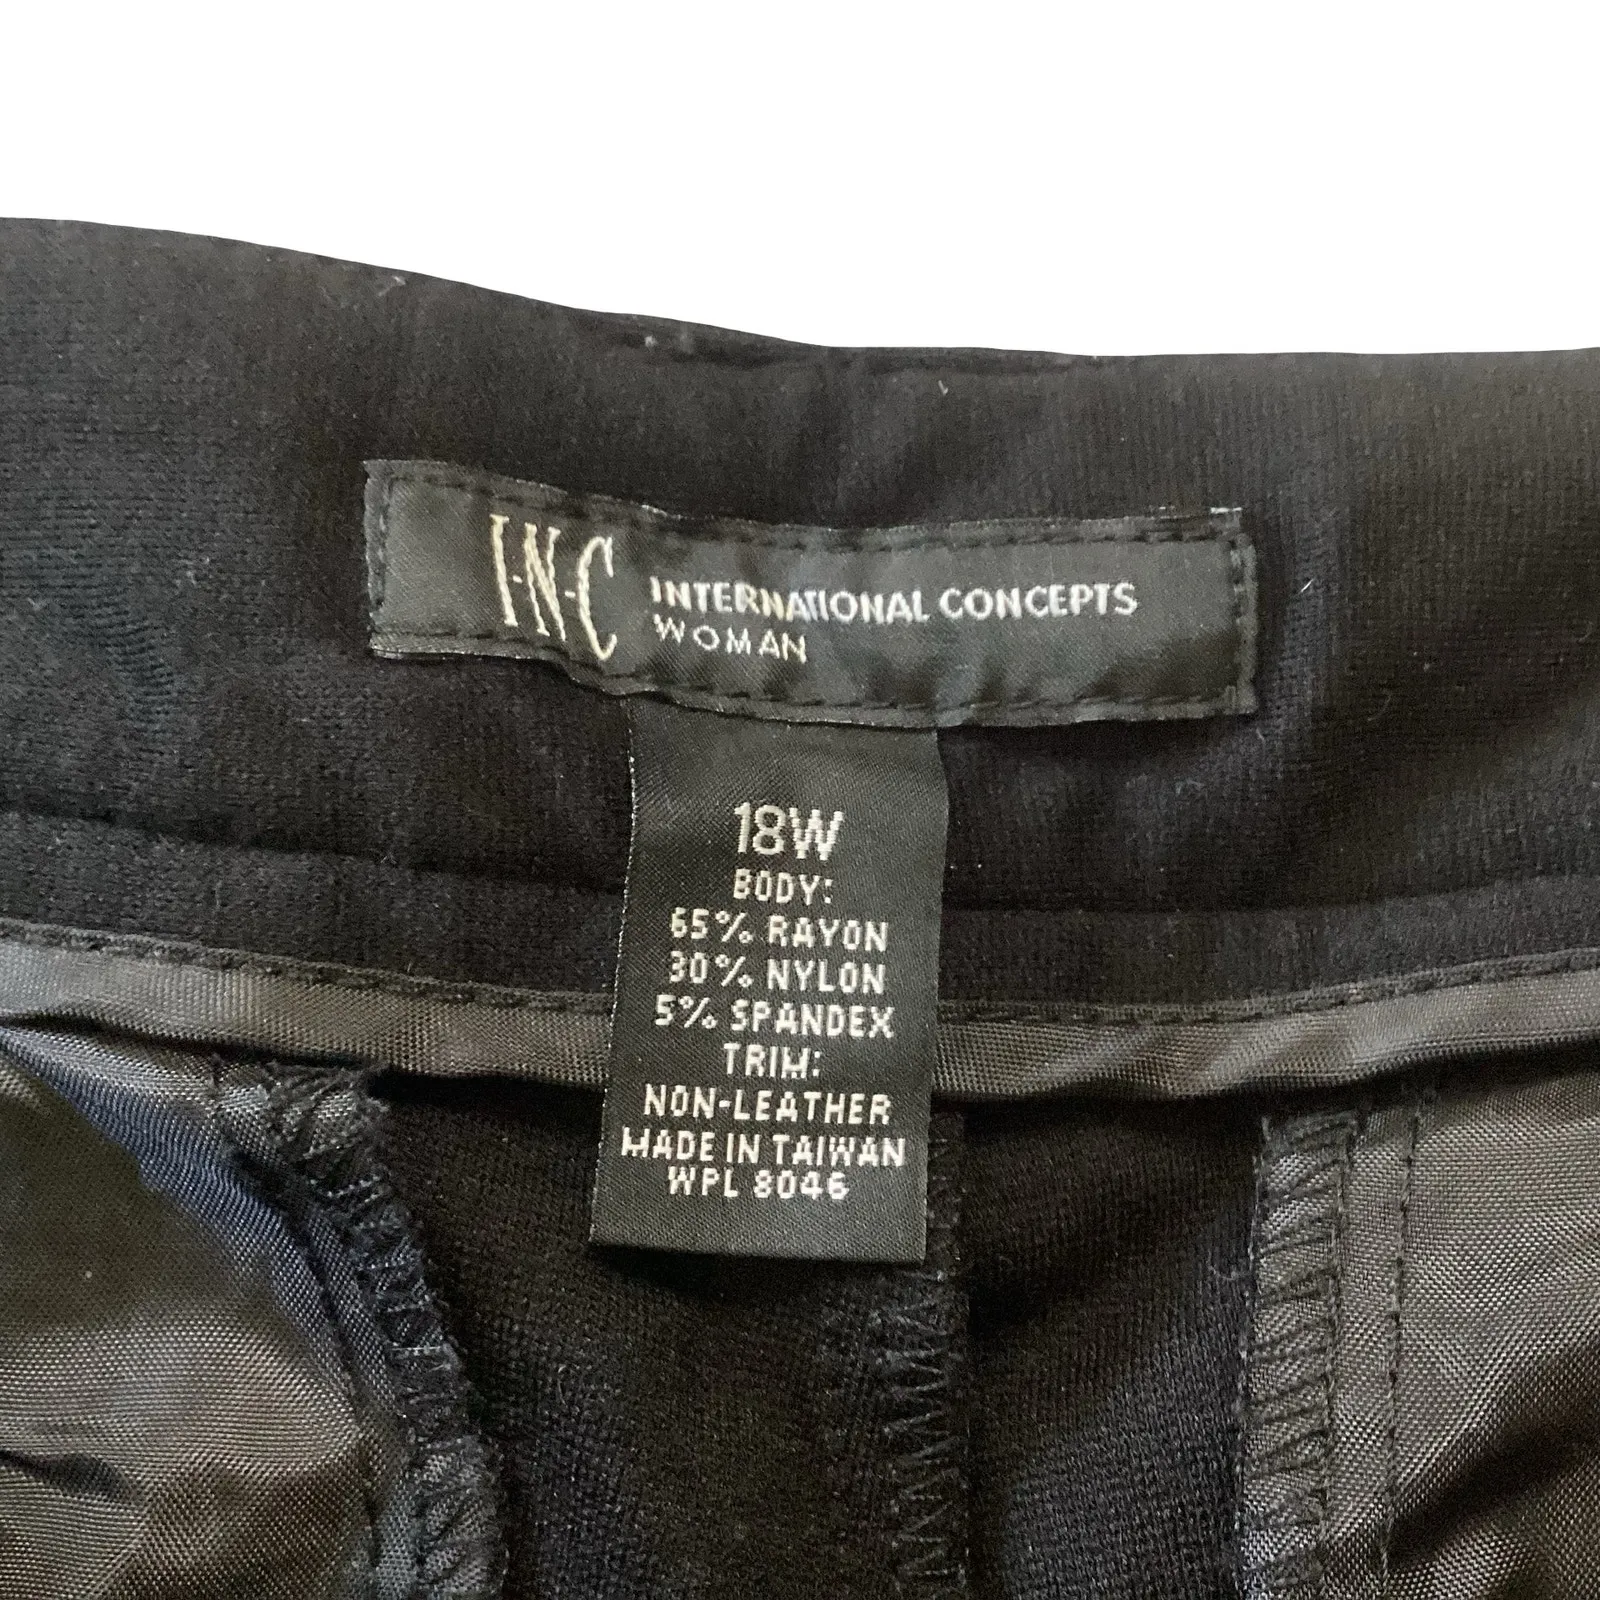 I·N·C INTERNATIONAL CONCEPTS
WOMAN
18W
BODY:
65% RAYON
30% NYLON
5% SPANDEX
TRIM:
NON-LEATHER
MADE IN TAIWAN
WPL 8046